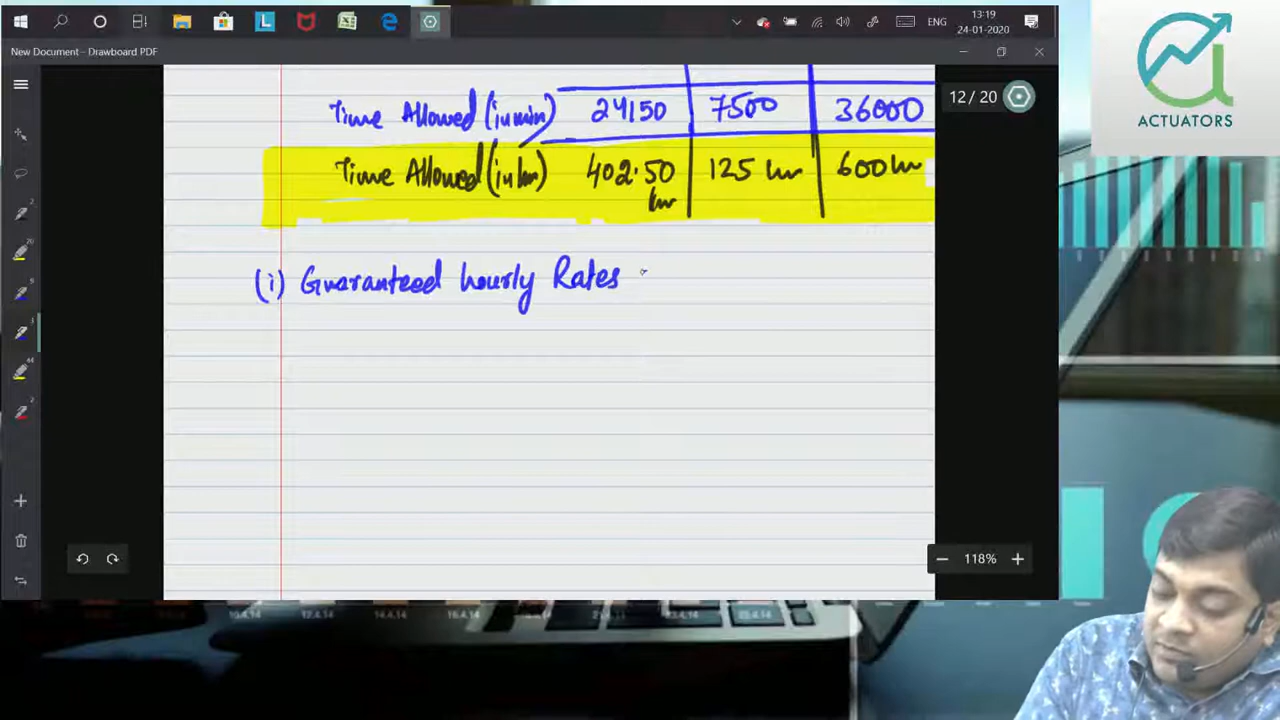 13:19
ENG
24-01-2020
New Document - Drawboard PDF
ACTUATORS
12 / 20
Time Allowed (in min) 24150 7500 36000
Time Allowed (in hr) 402.50 hr 125 hr 600 hr
(i) Guaranteed hourly Rates
118%